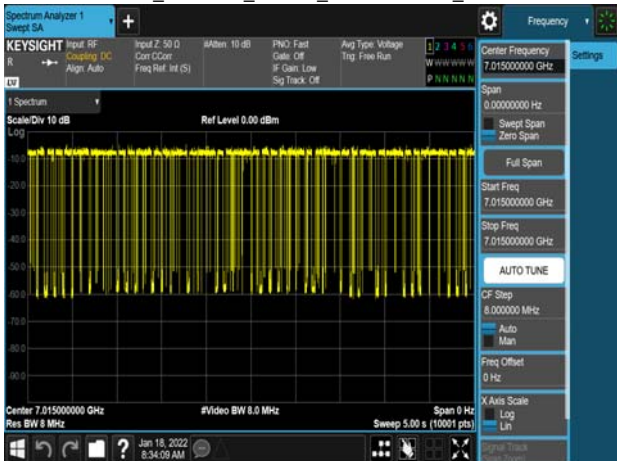 Spectrum Analyzer 1
Swept SA
+
Frequency
KEYSIGHT
R
Input: RF
Coupling: DC
Align: Auto
Input Z: 50 Ω
Corr CCorr
Freq Ref: Int (S)
#Atten: 10 dB
PNO: Fast
Gate: Off
IF Gain: Low
Sig Track: Off
Avg Type: Voltage
Trig: Free Run
1 2 3 4 5 6
W W W W W W
P N N N N N
Center Frequency
7.015000000 GHz
Settings
Span
0.00000000 Hz
Swept Span
Zero Span
Full Span
Start Freq
7.015000000 GHz
Stop Freq
7.015000000 GHz
AUTO TUNE
CF Step
8.000000 MHz
Auto
Man
Freq Offset
0 Hz
X Axis Scale
Log
Lin
Signal Track
(Span Zoom)
1 Spectrum
Scale/Div 10 dB
Ref Level 0.00 dBm
Log
-10.0
-20.0
-30.0
-40.0
-50.0
-60.0
-70.0
-80.0
-90.0
Center 7.015000000 GHz
#Video BW 8.0 MHz
Span 0 Hz
Res BW 8 MHz
Sweep 5.00 s (10001 pts)
?
Jan 18, 2022
8:34:09 AM